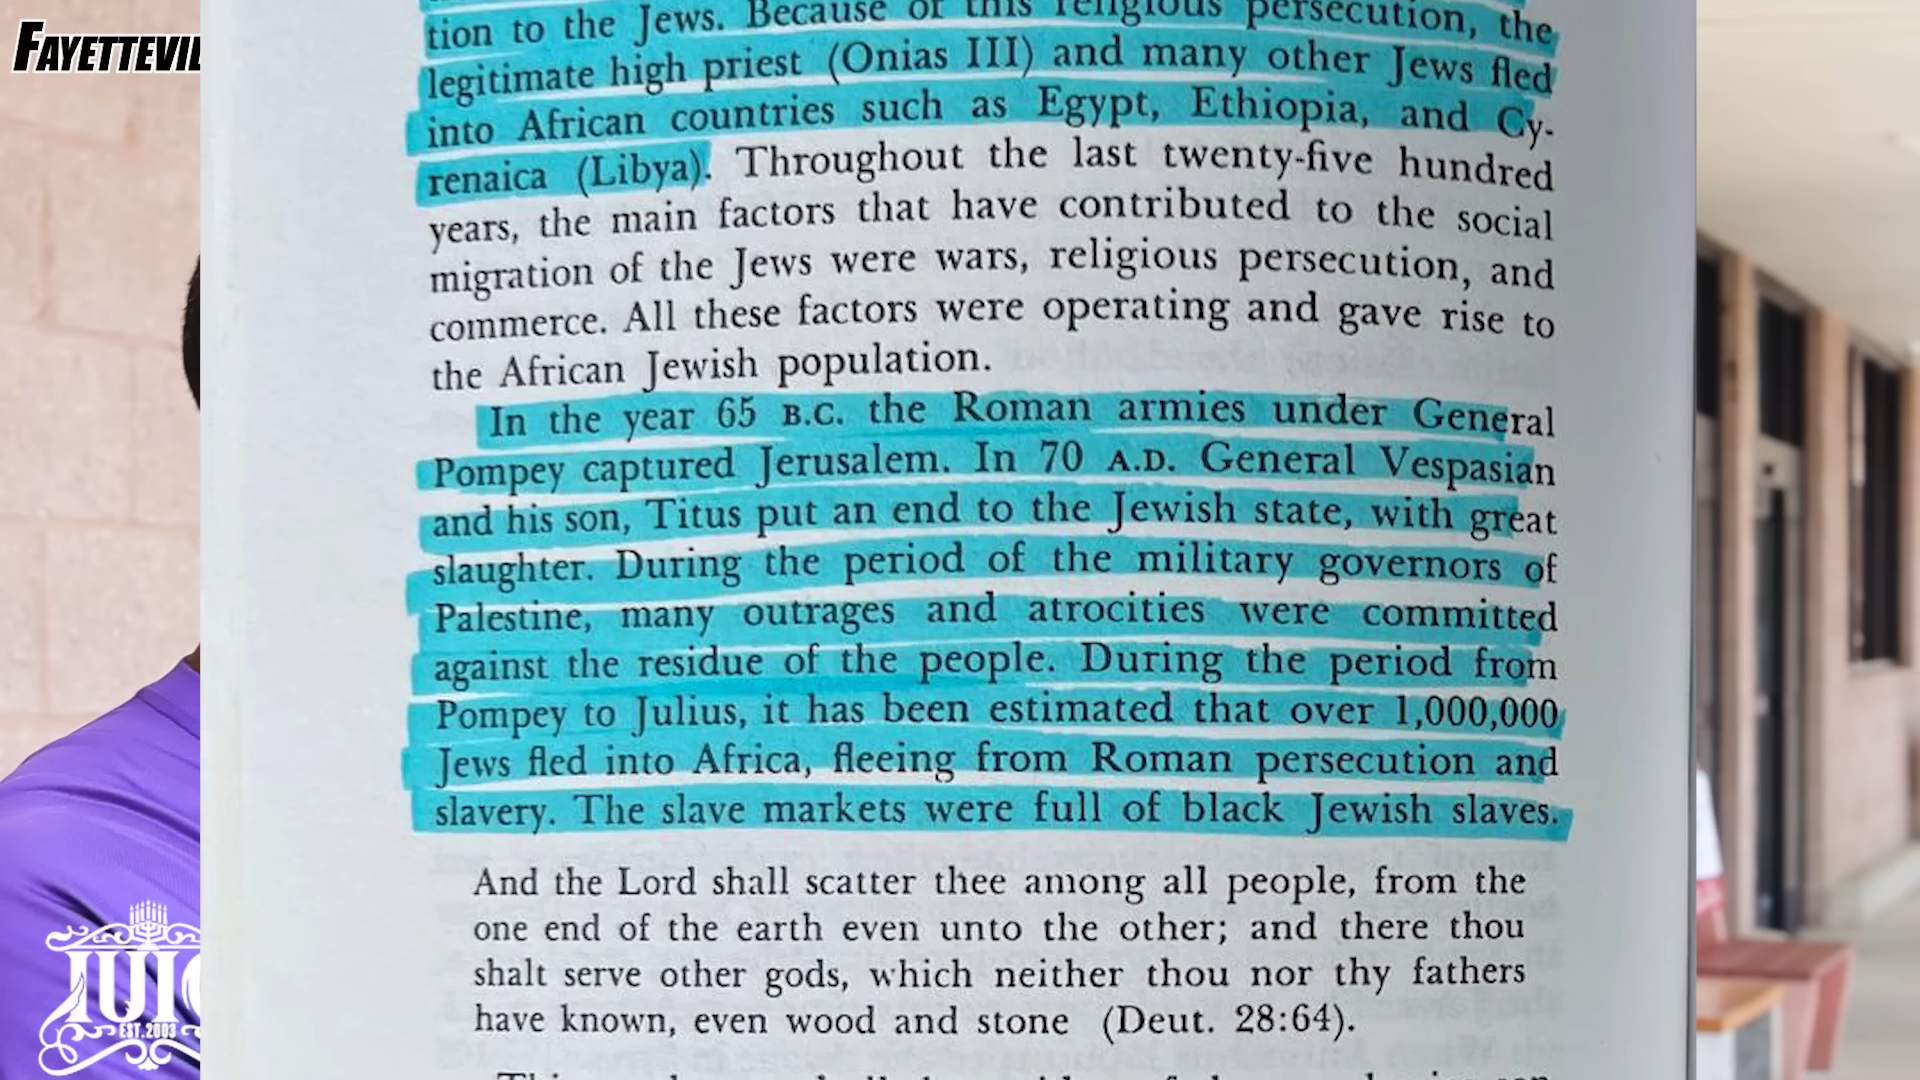 FAYETTEVIL
tion to the Jews. Because of this religious persecution, the
legitimate high priest (Onias III) and many other Jews fled
into African countries such as Egypt, Ethiopia, and Cy-
renaica (Libya). Throughout the last twenty-five hundred
years, the main factors that have contributed to the social
migration of the Jews were wars, religious persecution, and
commerce. All these factors were operating and gave rise to
the African Jewish population.
In the year 65 B.C. the Roman armies under General
Pompey captured Jerusalem. In 70 A.D. General Vespasian
and his son, Titus put an end to the Jewish state, with great
slaughter. During the period of the military governors of
Palestine, many outrages and atrocities were committed
against the residue of the people. During the period from
Pompey to Julius, it has been estimated that over 1,000,000
Jews fled into Africa, fleeing from Roman persecution and
slavery. The slave markets were full of black Jewish slaves.
And the Lord shall scatter thee among all people, from the
one end of the earth even unto the other; and there thou
shalt serve other gods, which neither thou nor thy fathers
have known, even wood and stone (Deut. 28:64).
IUIC
EST.2003